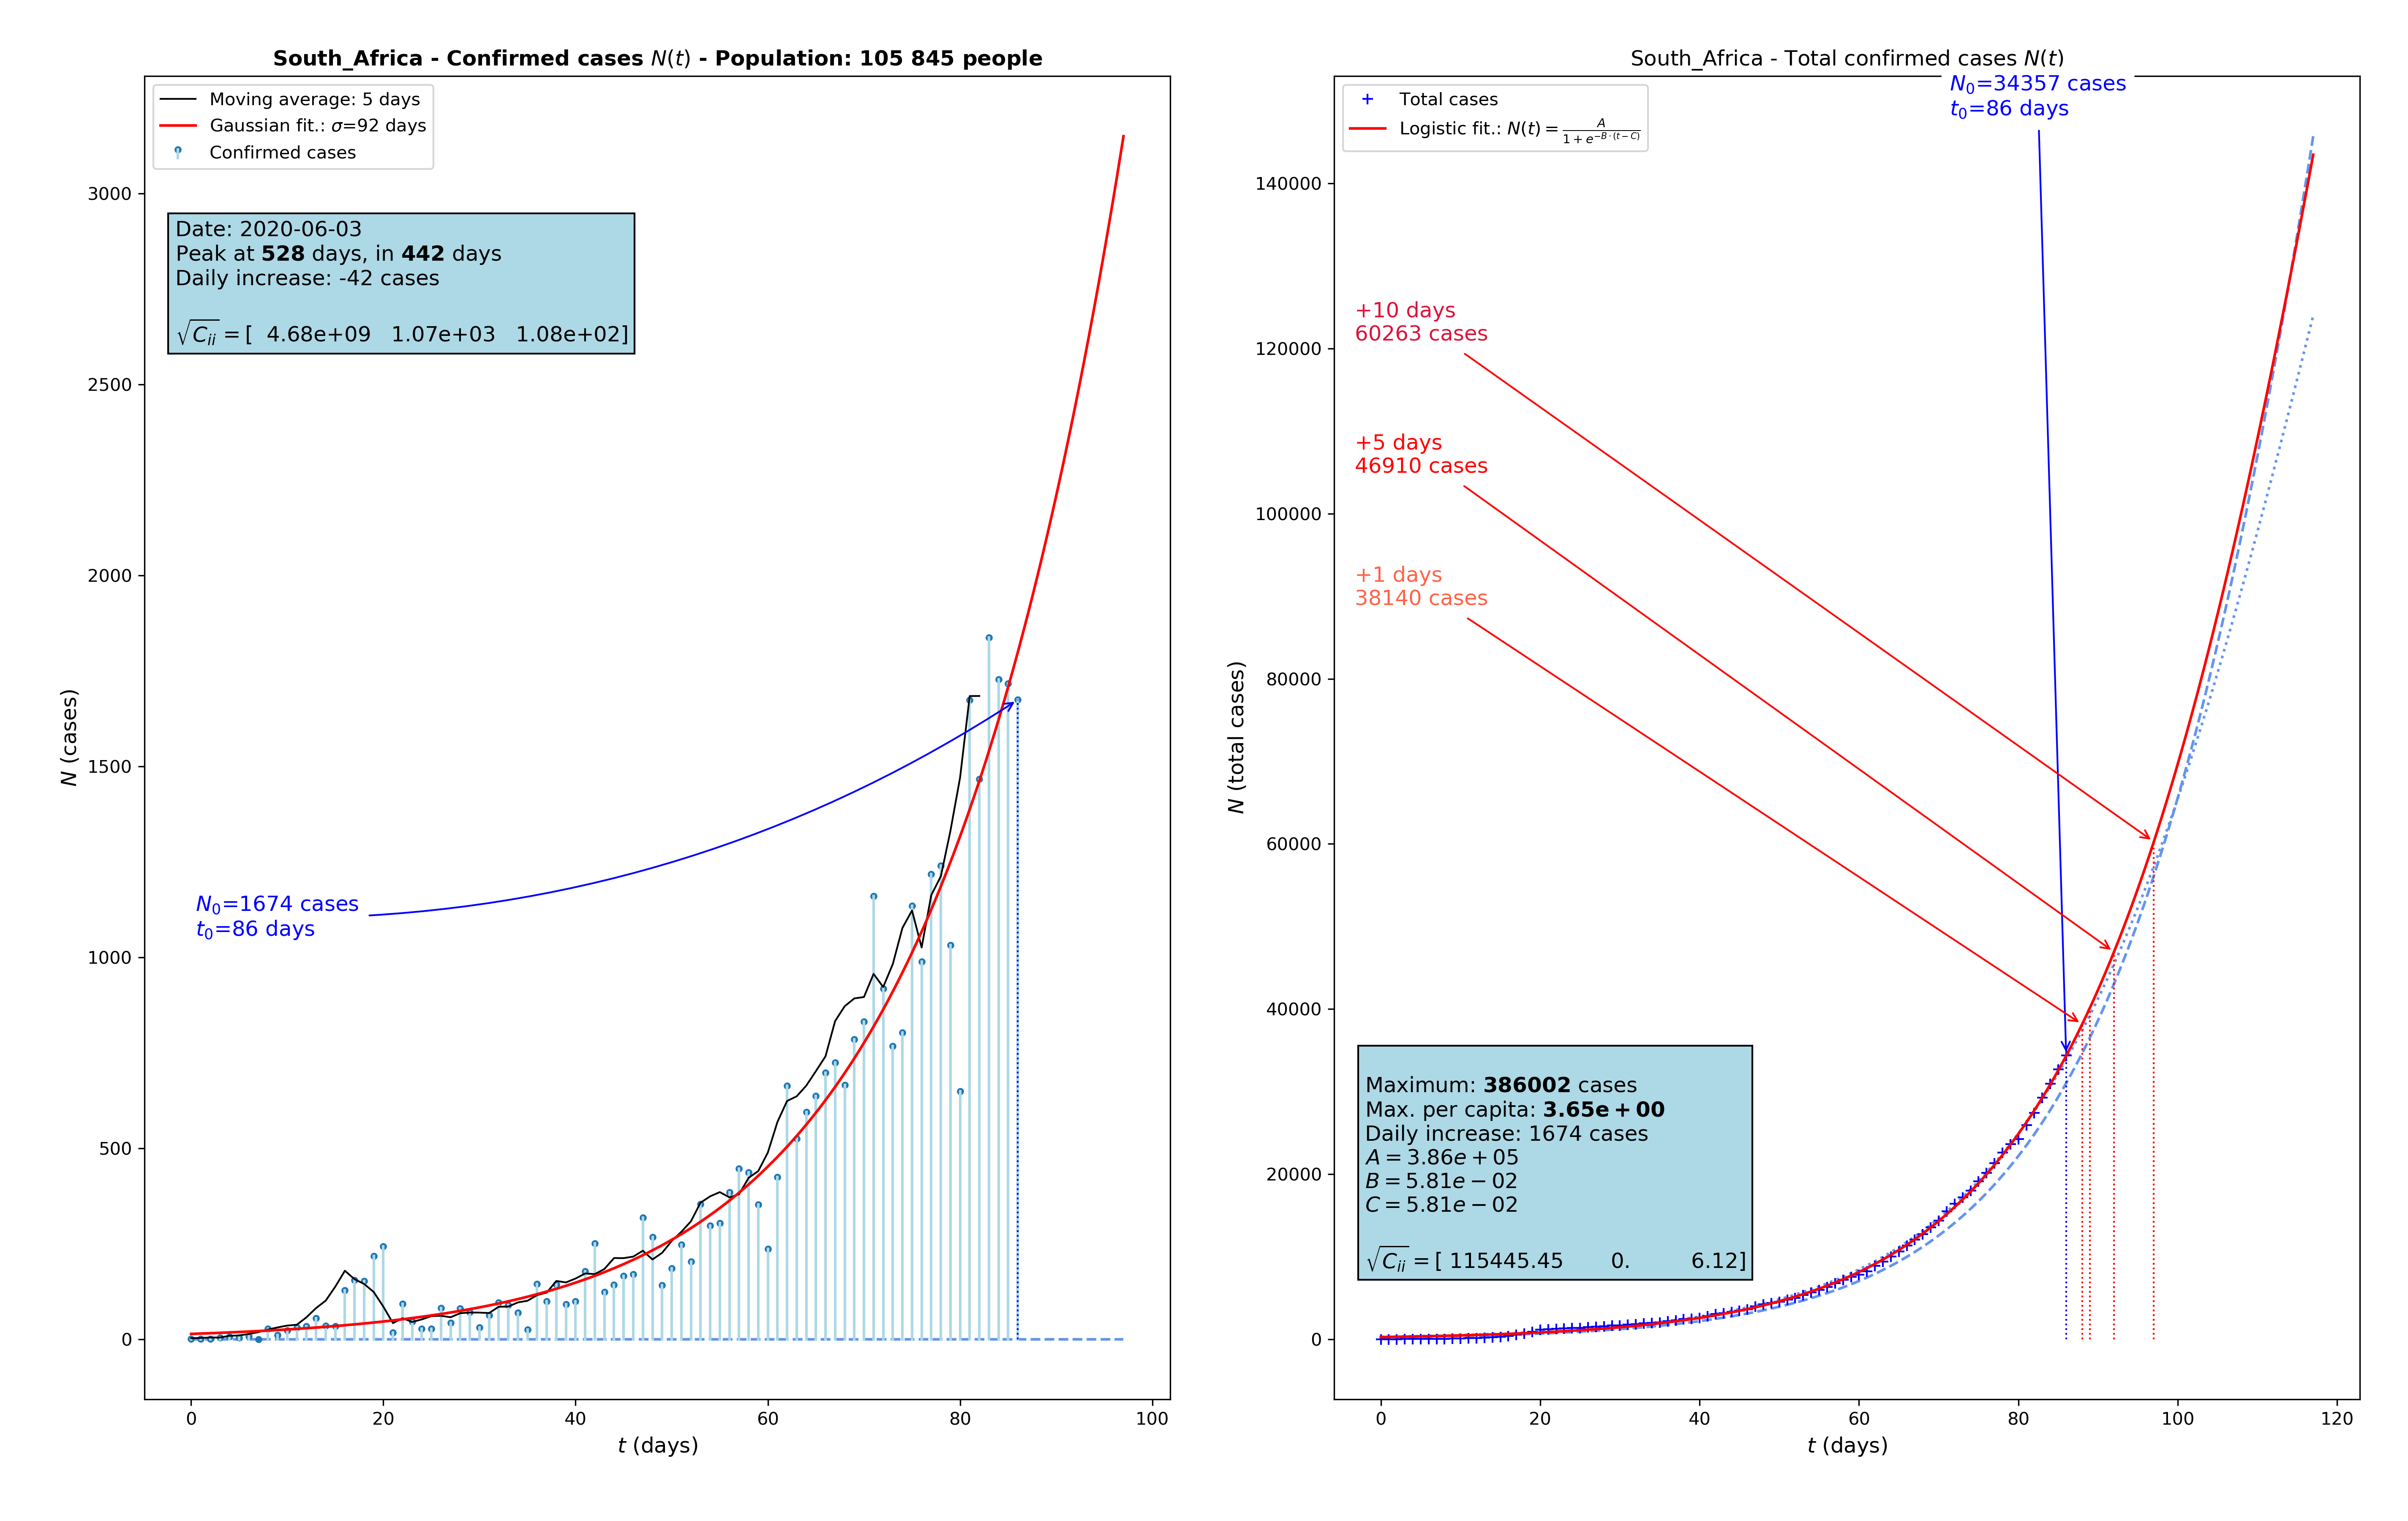 South_Africa - Confirmed cases N(t) - Population: 105 845 people
Moving average: 5 days
Gaussian fit.: σ=92 days
Confirmed cases
Date: 2020-06-03
Peak at 528 days, in 442 days
Daily increase: -42 cases
√C_ii = [ 4.68e+09 1.07e+03 1.08e+02]
N_0=1674 cases
t_0=86 days
3000
2500
2000
1500
1000
500
0
N (cases)
0 20 40 60 80 100
t (days)
South_Africa - Total confirmed cases N(t)
N_0=34357 cases
t_0=86 days
Total cases
Logistic fit.: N(t) = A / (1 + e^{-B·(t-C)})
+10 days
60263 cases
+5 days
46910 cases
+1 days
38140 cases
Maximum: 386002 cases
Max. per capita: 3.65e + 00
Daily increase: 1674 cases
A = 3.86e + 05
B = 5.81e − 02
C = 5.81e − 02
√C_ii = [ 115445.45 0. 6.12]
140000
120000
100000
80000
60000
40000
20000
0
N (total cases)
0 20 40 60 80 100 120
t (days)